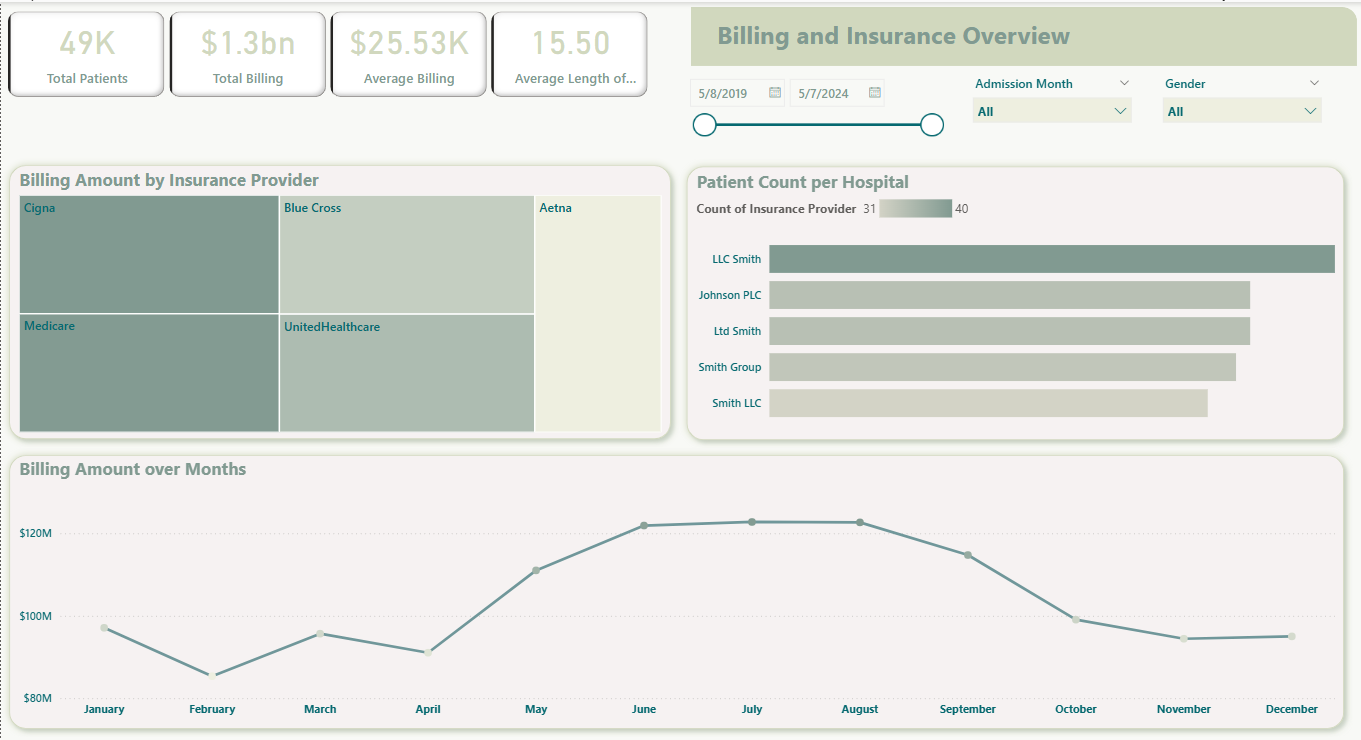 49K
Total Patients
$1.3bn
Total Billing
$25.53K
Average Billing
15.50
Average Length of...
Billing and Insurance Overview
5/8/2019
5/7/2024
Admission Month
All
Gender
All
Billing Amount by Insurance Provider
Cigna
Blue Cross
Aetna
Medicare
UnitedHealthcare
Patient Count per Hospital
Count of Insurance Provider 31 40
LLC Smith
Johnson PLC
Ltd Smith
Smith Group
Smith LLC
Billing Amount over Months
$120M
$100M
$80M
January February March April May June July August September October November December